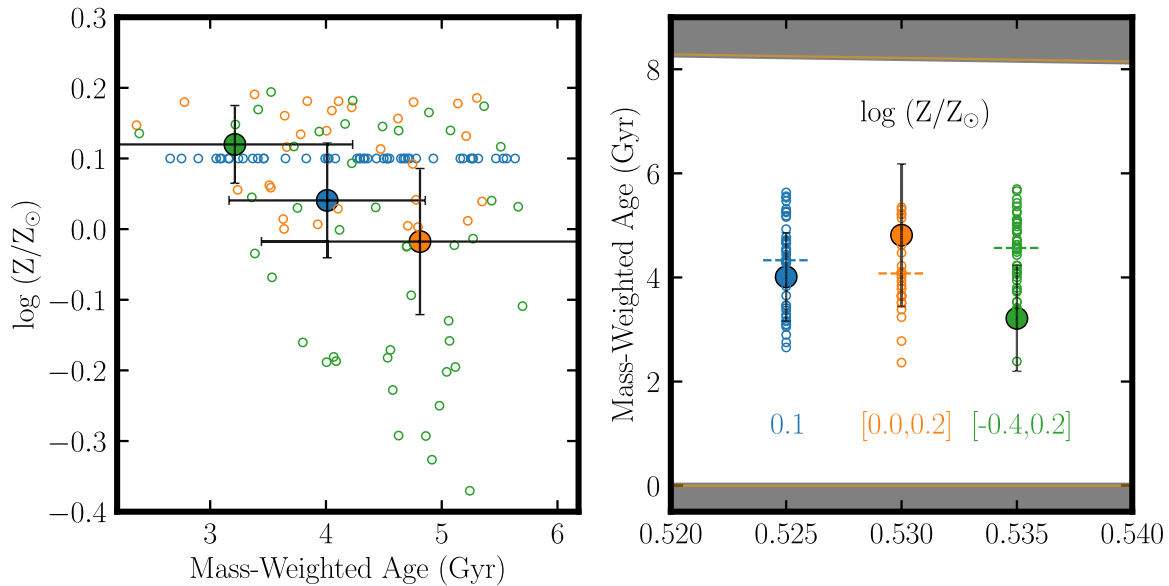 0.3
0.2
0.1
0.0
−0.1
−0.2
−0.3
−0.4
log (Z/Z⊙)
3 4 5 6
Mass-Weighted Age (Gyr)
8
6
4
2
0
Mass-Weighted Age (Gyr)
log (Z/Z⊙)
0.1 [0.0,0.2] [-0.4,0.2]
0.520 0.525 0.530 0.535 0.540